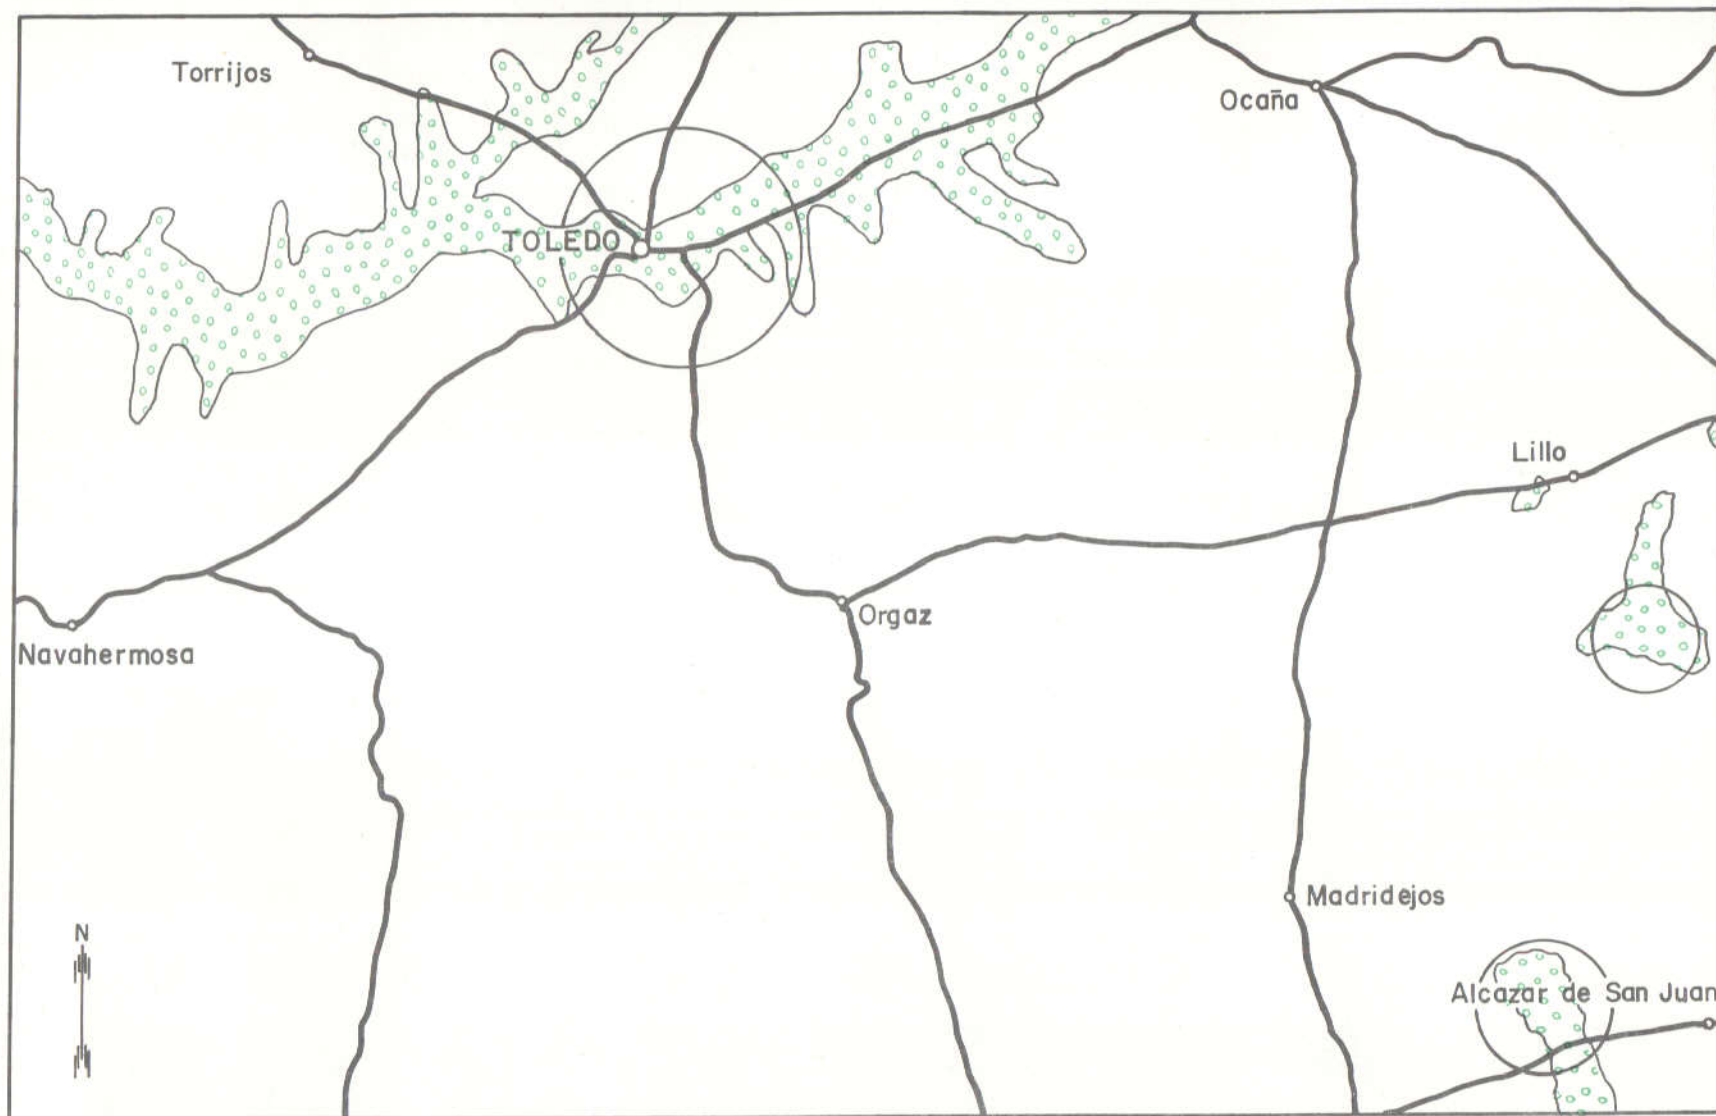 Torrijos
Ocaña
TOLEDO
Lillo
Orgaz
Navahermosa
Madridejos
N
Alcazar de San Juan